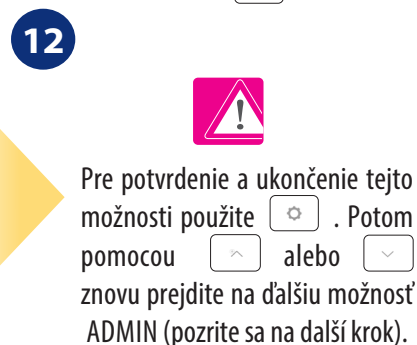 12
Pre potvrdenie a ukončenie tejto
možnosti použite . Potom
pomocou alebo
znovu prejdite na ďalšiu možnosť
ADMIN (pozrite sa na další krok).